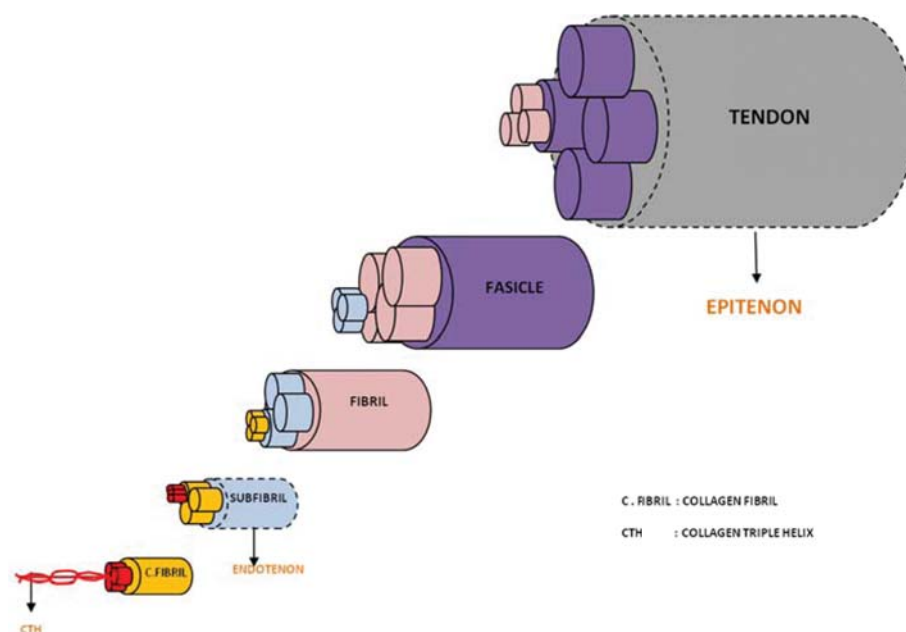 TENDON
EPITENON
FASICLE
FIBRIL
SUBFIBRIL
ENDOTENON
C.FIBRIL
CTH
C . FIBRIL : COLLAGEN FIBRIL
CTH : COLLAGEN TRIPLE HELIX